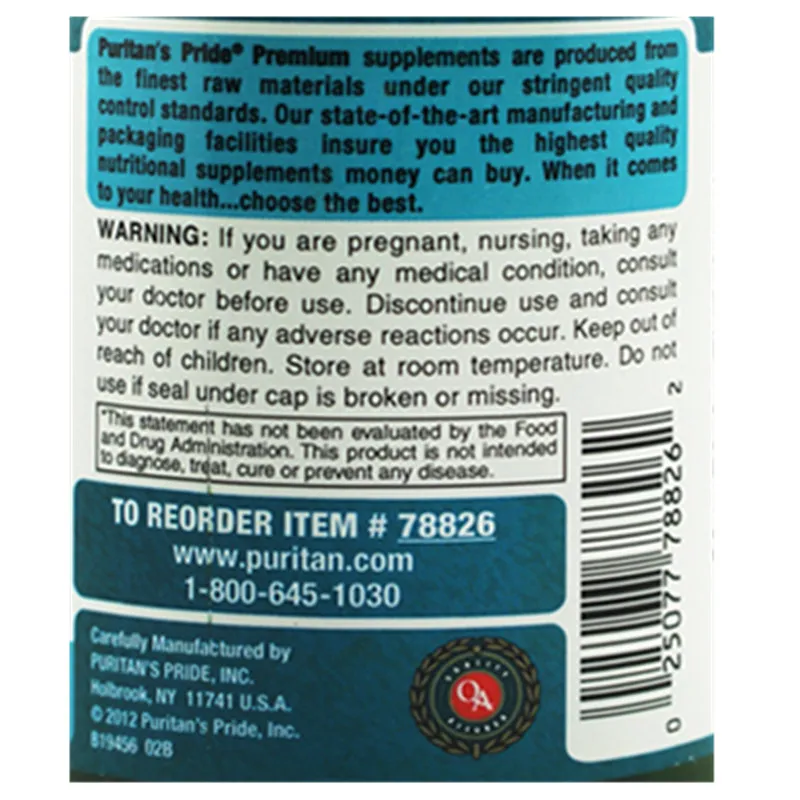 Puritan's Pride® Premium supplements are produced from
the finest raw materials under our stringent quality
control standards. Our state-of-the-art manufacturing and
packaging facilities insure you the highest quality
nutritional supplements money can buy. When it comes
to your health...choose the best.
WARNING: If you are pregnant, nursing, taking any
medications or have any medical condition, consult
your doctor before use. Discontinue use and consult
your doctor if any adverse reactions occur. Keep out of
reach of children. Store at room temperature. Do not
use if seal under cap is broken or missing.
*This statement has not been evaluated by the Food
and Drug Administration. This product is not intended
to diagnose, treat, cure or prevent any disease.
TO REORDER ITEM # 78826
www.puritan.com
1-800-645-1030
Carefully Manufactured by
PURITAN'S PRIDE, INC.
Holbrook, NY 11741 U.S.A.
© 2012 Puritan's Pride, Inc.
B19456 02B
QUALITY
QA
0 25077 78826 2